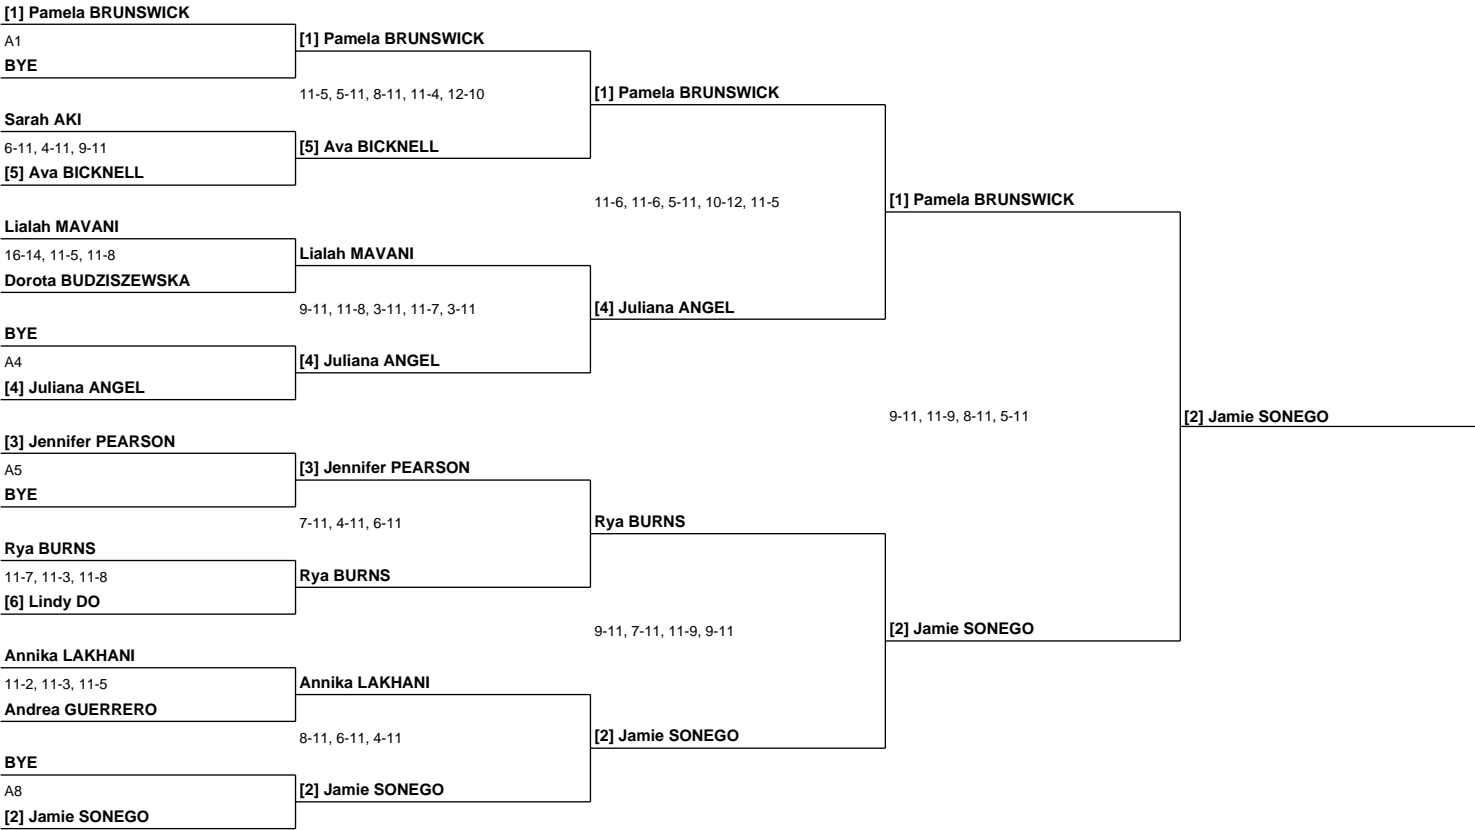 [1] Pamela BRUNSWICK
A1
BYE
[1] Pamela BRUNSWICK
11-5, 5-11, 8-11, 11-4, 12-10
[1] Pamela BRUNSWICK
Sarah AKI
6-11, 4-11, 9-11
[5] Ava BICKNELL
[5] Ava BICKNELL
11-6, 11-6, 5-11, 10-12, 11-5
[1] Pamela BRUNSWICK
Lialah MAVANI
16-14, 11-5, 11-8
Dorota BUDZISZEWSKA
Lialah MAVANI
9-11, 11-8, 3-11, 11-7, 3-11
[4] Juliana ANGEL
BYE
A4
[4] Juliana ANGEL
[4] Juliana ANGEL
9-11, 11-9, 8-11, 5-11
[2] Jamie SONEGO
[3] Jennifer PEARSON
A5
BYE
[3] Jennifer PEARSON
7-11, 4-11, 6-11
Rya BURNS
Rya BURNS
11-7, 11-3, 11-8
[6] Lindy DO
Rya BURNS
9-11, 7-11, 11-9, 9-11
[2] Jamie SONEGO
Annika LAKHANI
11-2, 11-3, 11-5
Andrea GUERRERO
Annika LAKHANI
8-11, 6-11, 4-11
[2] Jamie SONEGO
BYE
A8
[2] Jamie SONEGO
[2] Jamie SONEGO